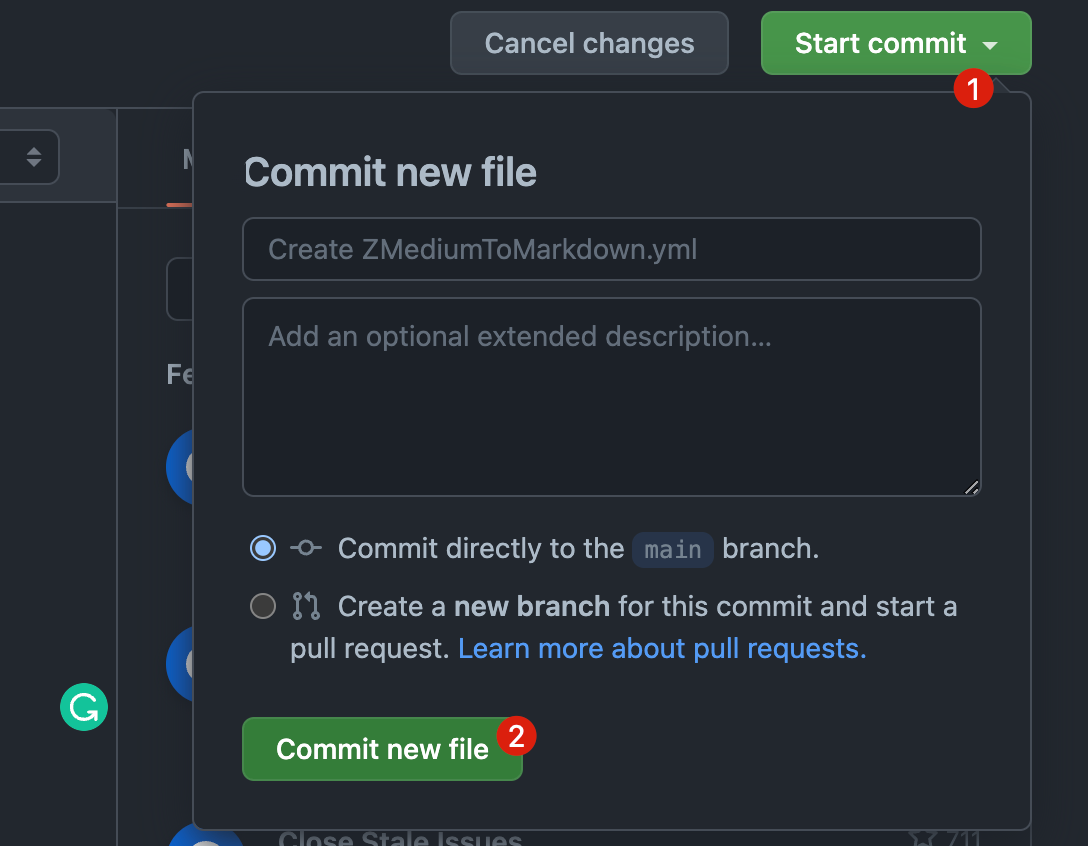 Cancel changes
Start commit
1
Commit new file
Create ZMediumToMarkdown.yml
Add an optional extended description...
Fe
Commit directly to the main branch.
Create a new branch for this commit and start a
pull request. Learn more about pull requests.
Commit new file
2
Close Stale Issues
711